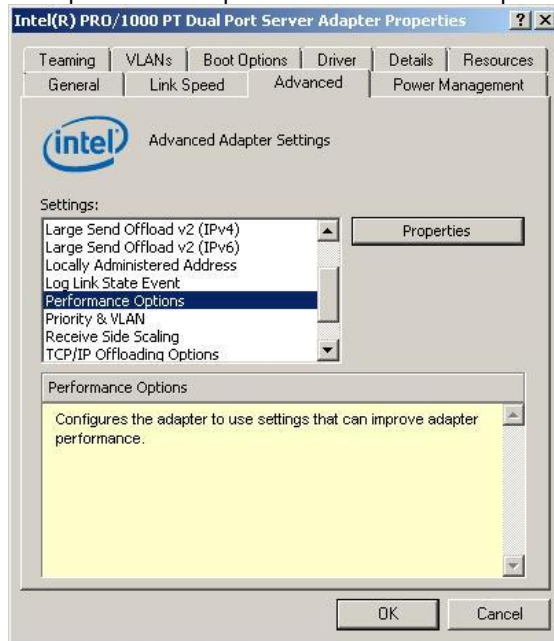 Intel(R) PRO/1000 PT Dual Port Server Adapter Properties
Teaming VLANs Boot Options Driver Details Resources
General Link Speed Advanced Power Management
intel Advanced Adapter Settings
Settings:
Large Send Offload v2 (IPv4)
Large Send Offload v2 (IPv6)
Locally Administered Address
Log Link State Event
Performance Options
Priority & VLAN
Receive Side Scaling
TCP/IP Offloading Options
Properties
Performance Options
Configures the adapter to use settings that can improve adapter
performance.
OK Cancel